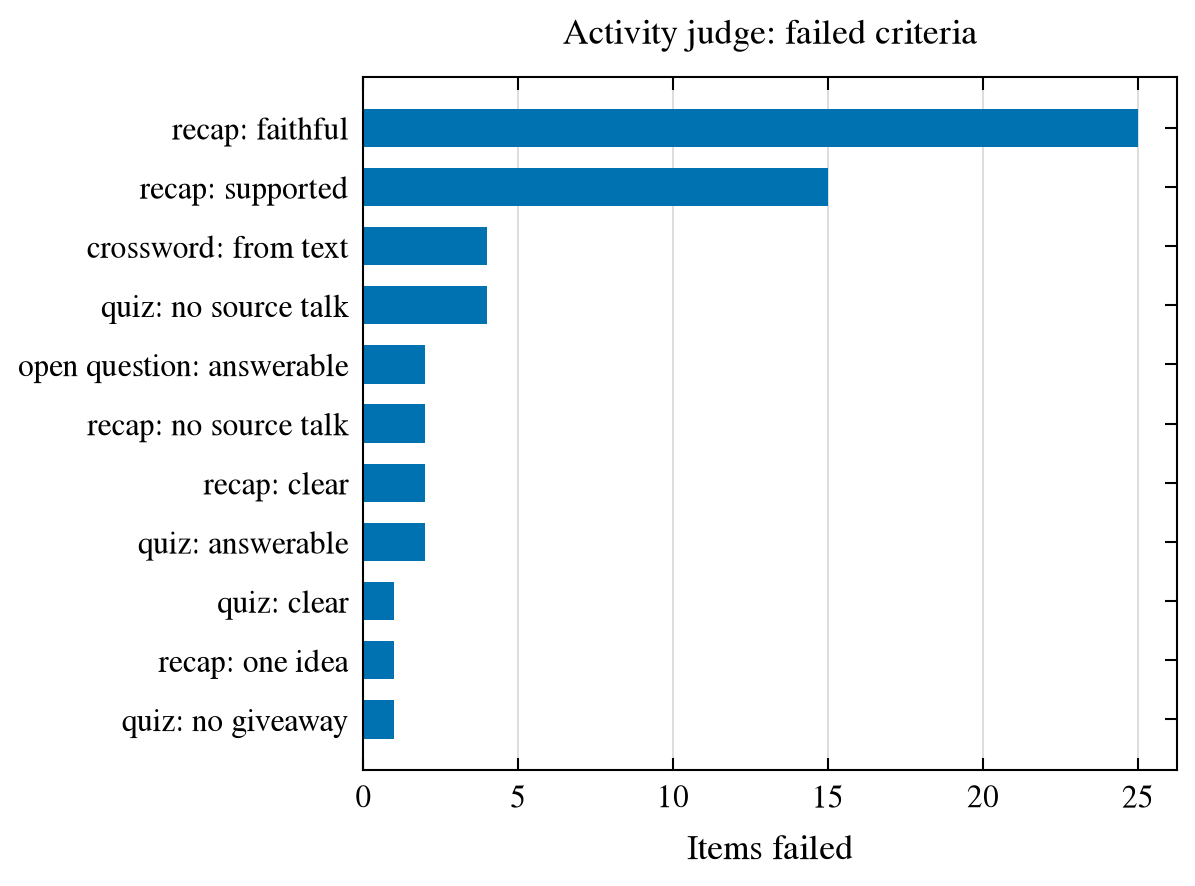 Activity judge: failed criteria
recap: faithful
recap: supported
crossword: from text
quiz: no source talk
open question: answerable
recap: no source talk
recap: clear
quiz: answerable
quiz: clear
recap: one idea
quiz: no giveaway
0 5 10 15 20 25
Items failed